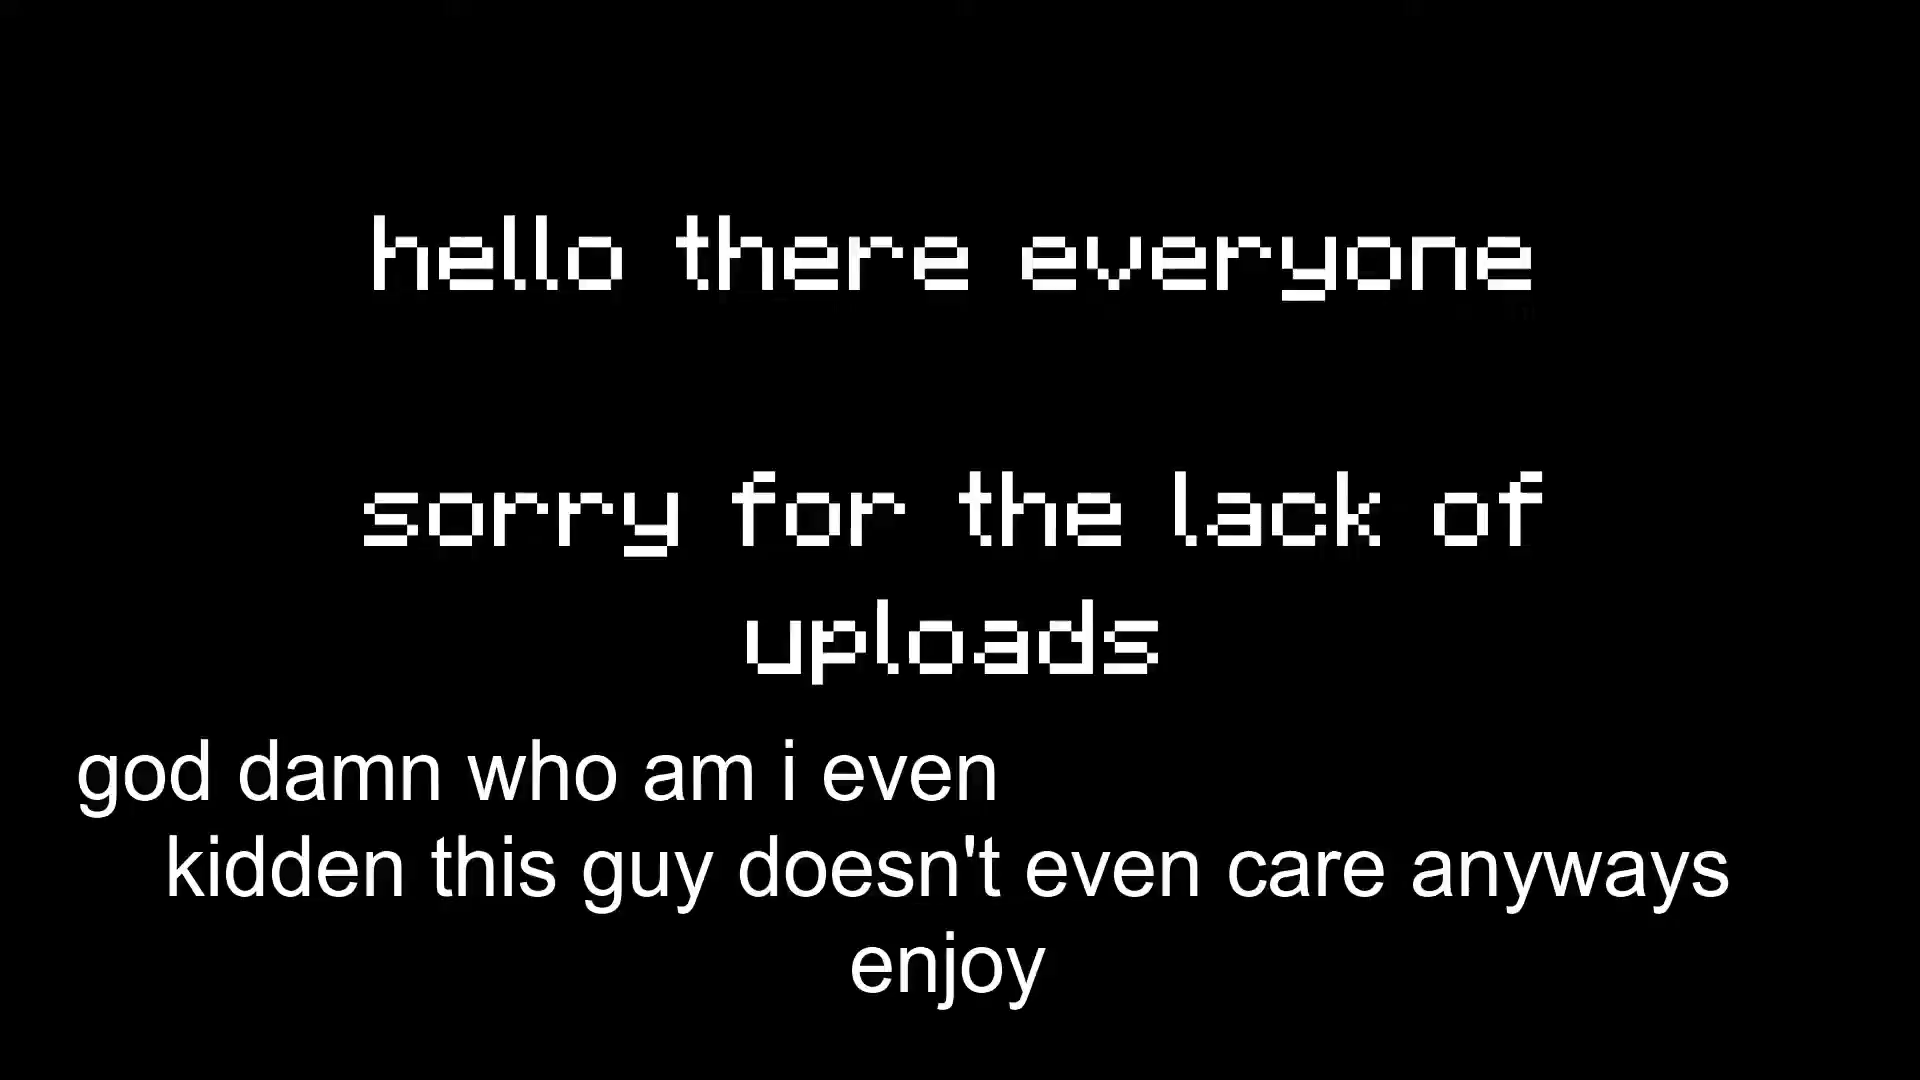 hello there everyone
sorry for the lack of
uploads
god damn who am i even
kidden this guy doesn't even care anyways
enjoy